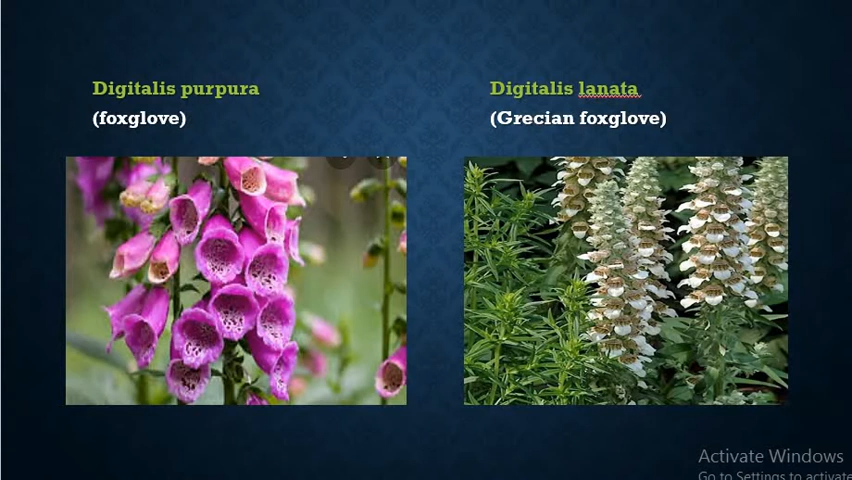 Digitalis purpura
(foxglove)
Digitalis lanata
(Grecian foxglove)
Activate Windows
Go to Settings to activate